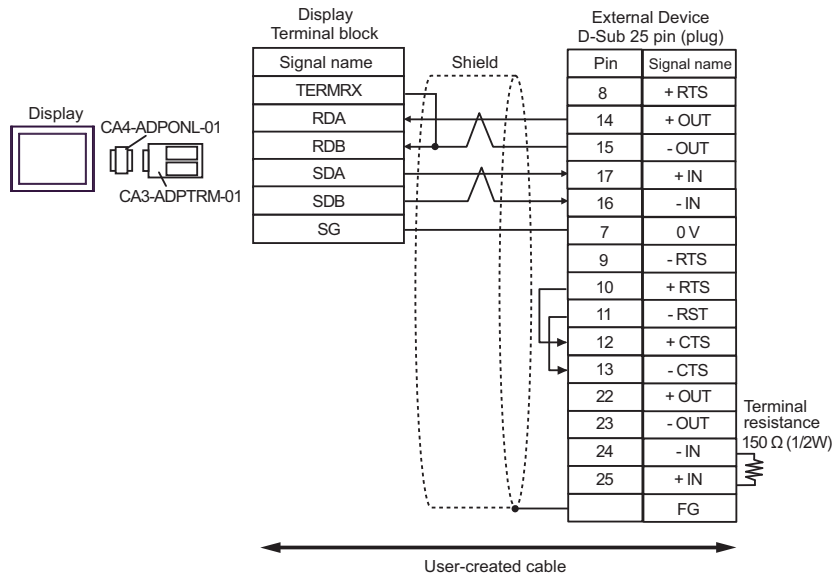 Display
Terminal block
External Device
D-Sub 25 pin (plug)
Signal name
Shield
Pin
Signal name
TERMRX
8
+ RTS
Display
CA4-ADPONL-01
CA3-ADPTRM-01
RDA
14
+ OUT
RDB
15
- OUT
SDA
17
+ IN
SDB
16
- IN
SG
7
0 V
9
- RTS
10
+ RTS
11
- RST
12
+ CTS
13
- CTS
22
+ OUT
23
- OUT
24
- IN
25
+ IN
FG
Terminal
resistance
150 Ω (1/2W)
User-created cable